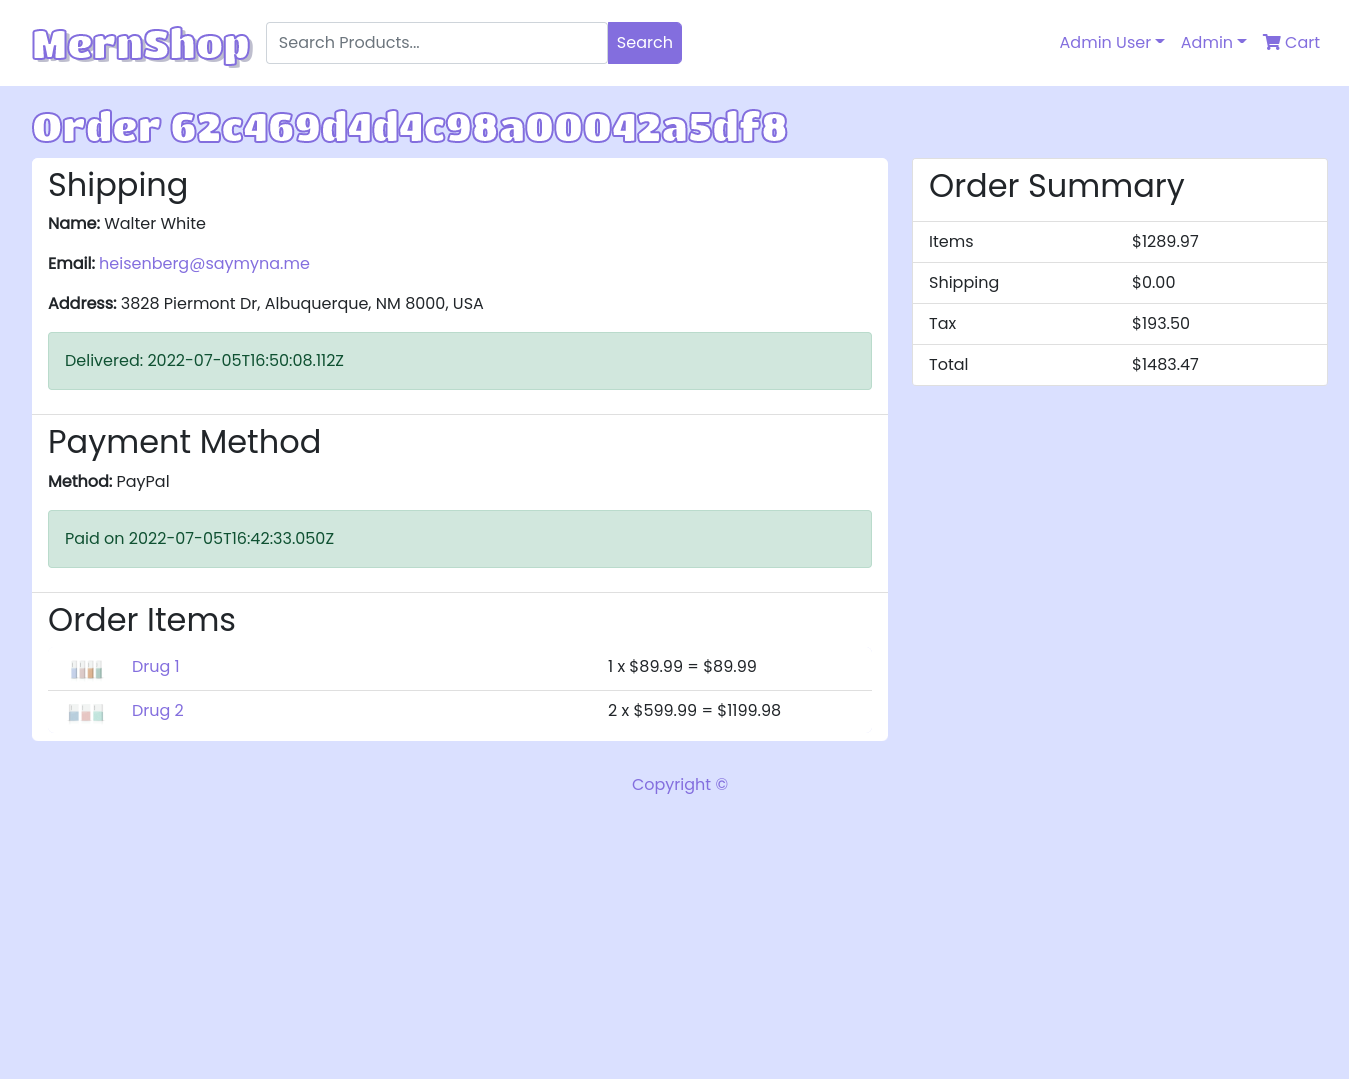 MernShop
Search Products...
Search
Admin User
Admin
Cart
Order 62c469d4d4c98a00042a5df8
Shipping
Name: Walter White
Email: heisenberg@saymyna.me
Address: 3828 Piermont Dr, Albuquerque, NM 8000, USA
Delivered: 2022-07-05T16:50:08.112Z
Payment Method
Method: PayPal
Paid on 2022-07-05T16:42:33.050Z
Order Items
Drug 1 1 x $89.99 = $89.99
Drug 2 2 x $599.99 = $1199.98
Order Summary
Items $1289.97
Shipping $0.00
Tax $193.50
Total $1483.47
Copyright ©